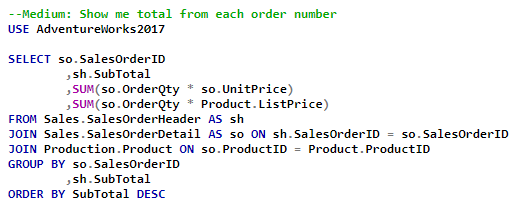 --Medium: Show me total from each order number
USE AdventureWorks2017
SELECT so.SalesOrderID
,sh.SubTotal
,SUM(so.OrderQty * so.UnitPrice)
,SUM(so.OrderQty * Product.ListPrice)
FROM Sales.SalesOrderHeader AS sh
JOIN Sales.SalesOrderDetail AS so ON sh.SalesOrderID = so.SalesOrderID
JOIN Production.Product ON so.ProductID = Product.ProductID
GROUP BY so.SalesOrderID
,sh.SubTotal
ORDER BY SubTotal DESC